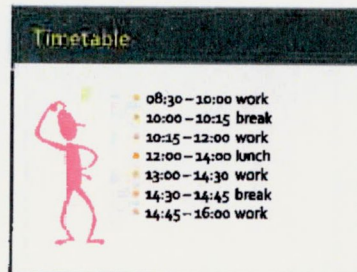 Timetable
08:30 – 10:00 work
10:00 – 10:15 break
10:15 – 12:00 work
12:00 – 14:00 lunch
13:00 – 14:30 work
14:30 – 14:45 break
14:45 – 16:00 work